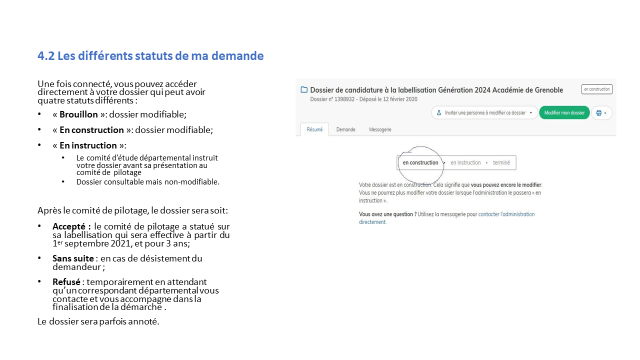 4.2 Les différents statuts de ma demande
Une fois connecté, vous pouvez accéder
directement à votre dossier qui peut avoir
quatre statuts différents :
• « Brouillon »: dossier modifiable;
• « En construction »: dossier modifiable;
• « En instruction »:
• Le comité d'étude départemental instruit
votre dossier avant sa présentation au
comité de pilotage
• Dossier consultable mais non-modifiable.
Après le comité de pilotage, le dossier sera soit:
• Accepté : le comité de pilotage a statué sur
sa labellisation qui sera effective à partir du
1er septembre 2021, et pour 3 ans;
• Sans suite : en cas de désistement du
demandeur ;
• Refusé : temporairement en attendant
qu'un correspondant départemental vous
contacte et vous accompagne dans la
finalisation de la démarche .
Le dossier sera parfois annoté.
Dossier de candidature à la labellisation Génération 2024 Académie de Grenoble
en construction
Dossier n° 1398932 - Déposé le 12 février 2020
Inviter une personne à modifier ce dossier
Modifier mon dossier
Résumé Demande Messagerie
en construction • en instruction • terminé
Votre dossier est en construction. Cela signifie que vous pouvez encore le modifier.
Vous ne pourrez plus modifier votre dossier lorsque l'administration le passera « en
instruction ».
Vous avez une question ? Utilisez la messagerie pour contacter l'administration
directement.